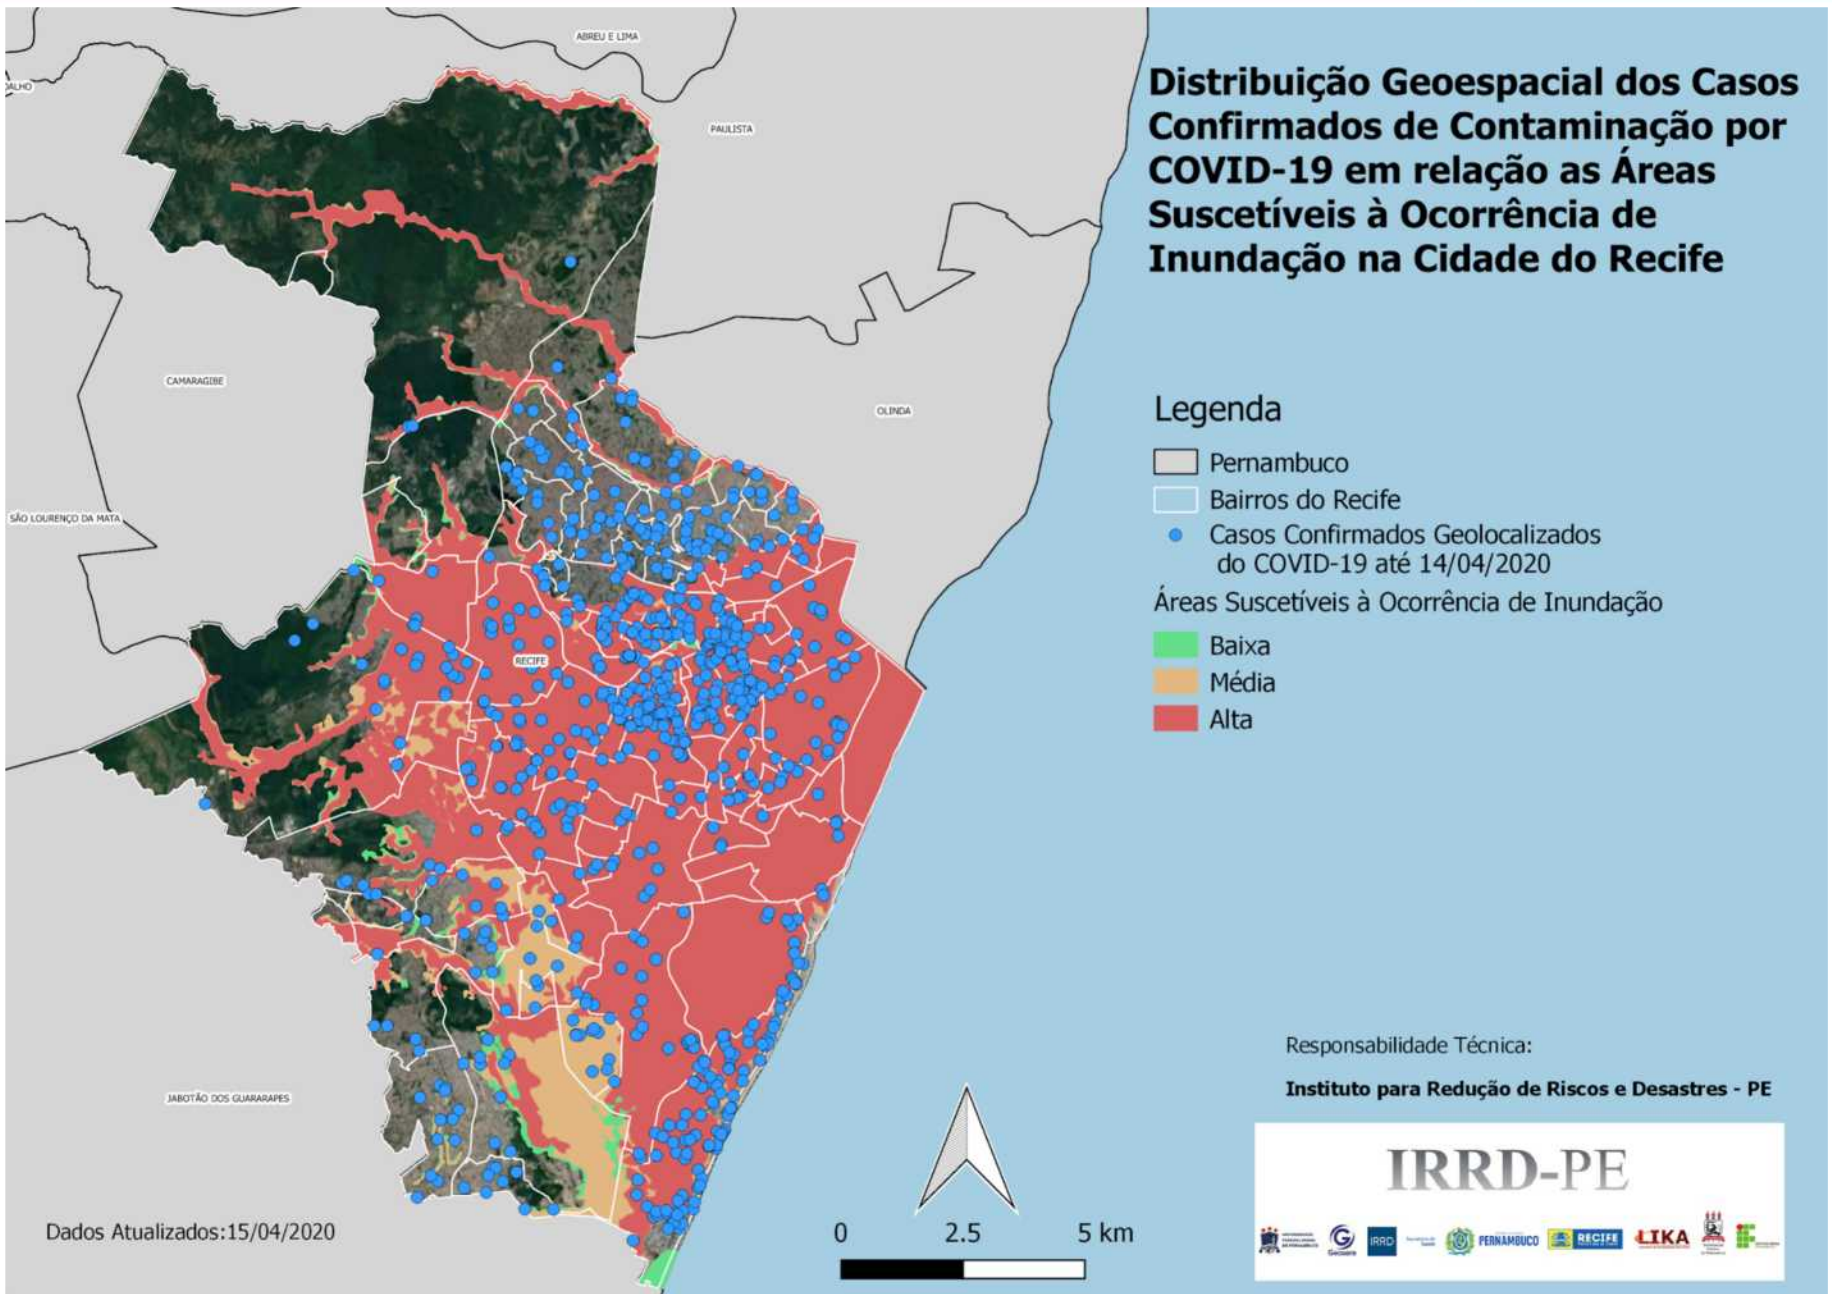 Distribuição Geoespacial dos Casos
Confirmados de Contaminação por
COVID-19 em relação as Áreas
Suscetíveis à Ocorrência de
Inundação na Cidade do Recife
ABREU E LIMA
PAULISTA
CAMARAGIBE
OLINDA
SÃO LOURENÇO DA MATA
RECIFE
JABOTÃO DOS GUARARAPES
Legenda
Pernambuco
Bairros do Recife
Casos Confirmados Geolocalizados
do COVID-19 até 14/04/2020
Áreas Suscetíveis à Ocorrência de Inundação
Baixa
Média
Alta
Responsabilidade Técnica:
Instituto para Redução de Riscos e Desastres - PE
IRRD-PE
IRRD
PERNAMBUCO
RECIFE
LIKA
Dados Atualizados:15/04/2020
0 2.5 5 km